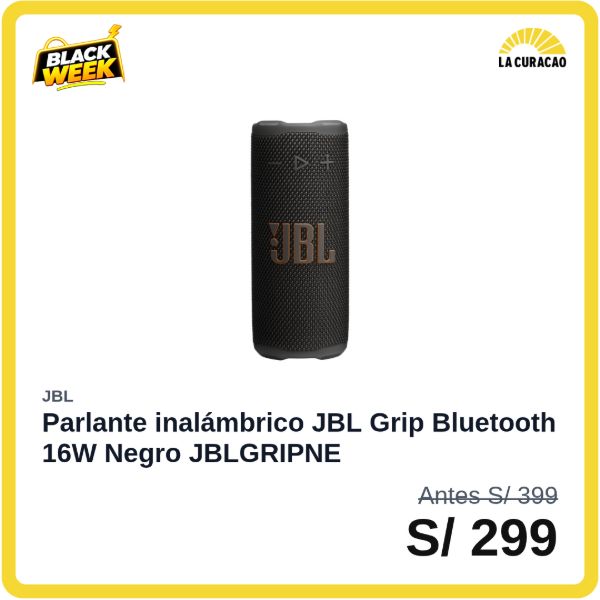 BLACK
WEEK
LA CURACAO
JBL
JBL
Parlante inalámbrico JBL Grip Bluetooth
16W Negro JBLGRIPNE
Antes S/ 399
S/ 299